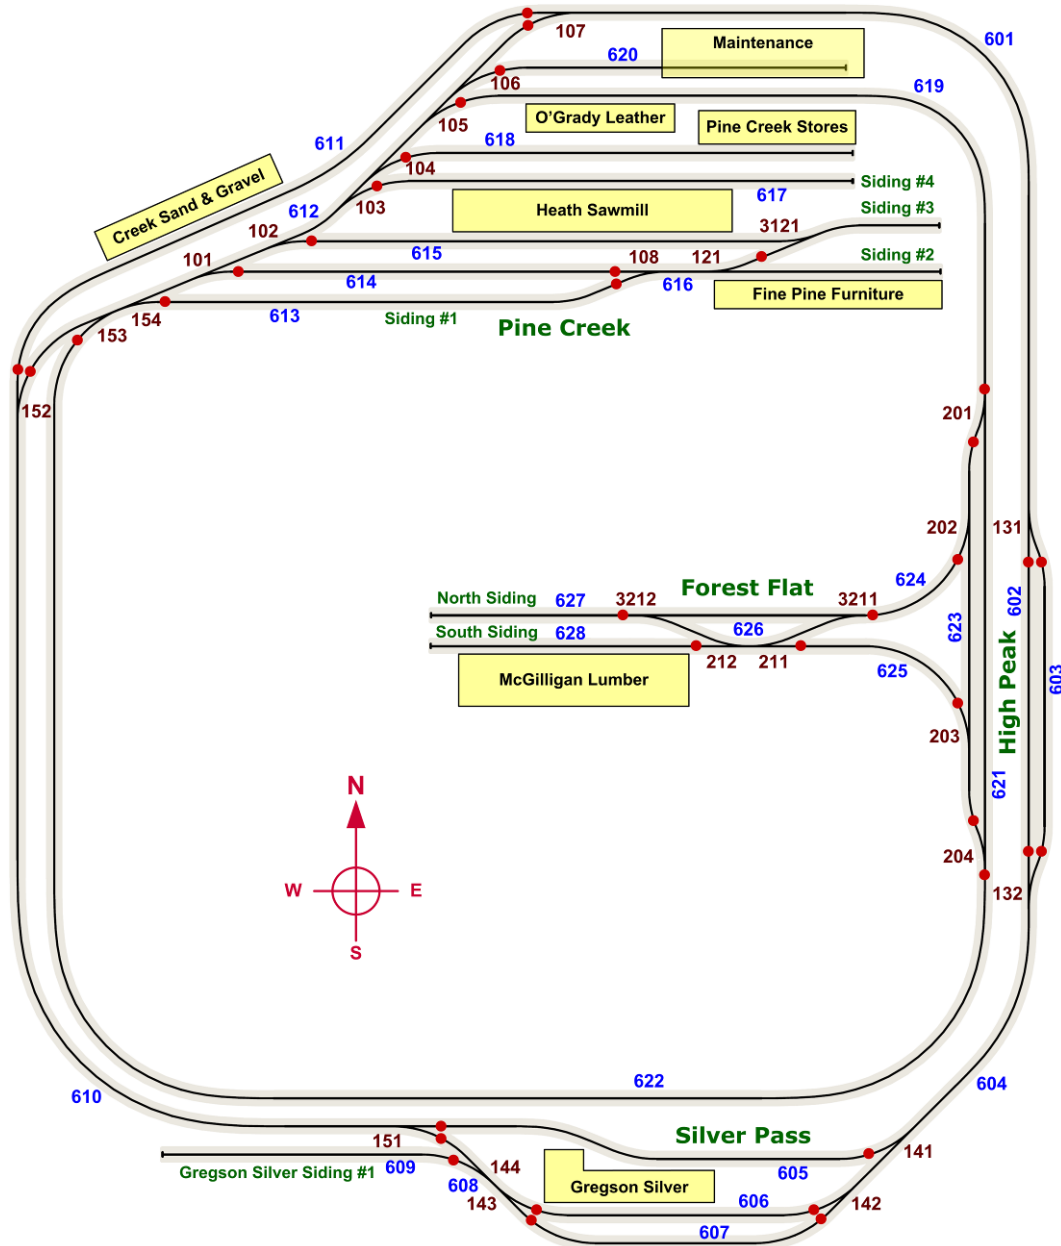 107
601
Maintenance
620
106
619
105
O'Grady Leather
Pine Creek Stores
611
618
104
Creek Sand & Gravel
617
Siding #4
103
612
Heath Sawmill
Siding #3
102
3121
615
101
108
121
Siding #2
614
616
Fine Pine Furniture
154
613
Siding #1
Pine Creek
153
152
201
202
131
Forest Flat
624
North Siding
627
3212
3211
602
South Siding
628
626
623
212
211
625
McGilligan Lumber
603
High Peak
203
621
N
204
W
E
132
S
622
604
610
Silver Pass
151
141
Gregson Silver Siding #1
609
144
605
608
Gregson Silver
143
606
142
607